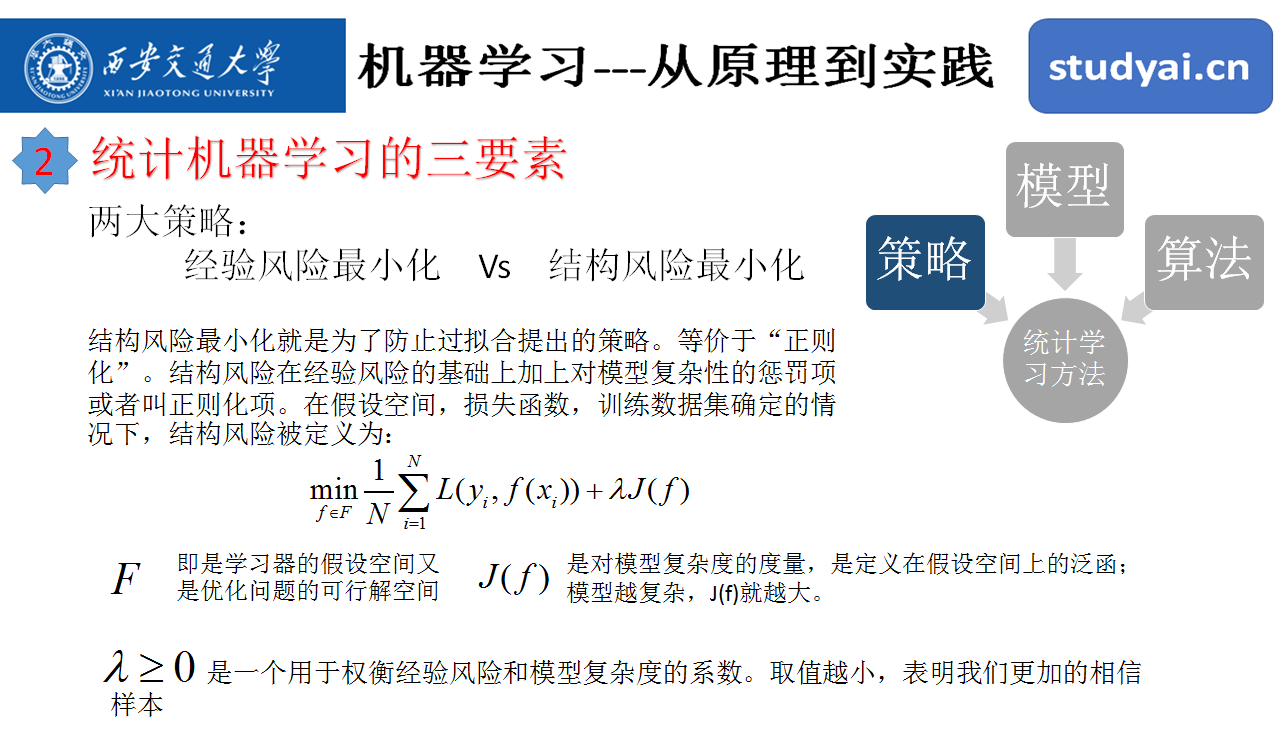 西安交通大学
XI'AN JIAOTONG UNIVERSITY
机器学习---从原理到实践
studyai.cn
2
统计机器学习的三要素
两大策略：
经验风险最小化 Vs 结构风险最小化
模型
策略
算法
统计学
习方法
结构风险最小化就是为了防止过拟合提出的策略。等价于“正则
化”。结构风险在经验风险的基础上加上对模型复杂性的惩罚项
或者叫正则化项。在假设空间，损失函数，训练数据集确定的情
况下，结构风险被定义为：
min_{f∈F} 1/N ∑_{i=1}^{N} L(y_i, f(x_i)) + λJ(f)
F 即是学习器的假设空间又
是优化问题的可行解空间
J(f) 是对模型复杂度的度量，是定义在假设空间上的泛函；
模型越复杂，J(f)就越大。
λ ≥ 0 是一个用于权衡经验风险和模型复杂度的系数。取值越小，表明我们更加的相信
样本